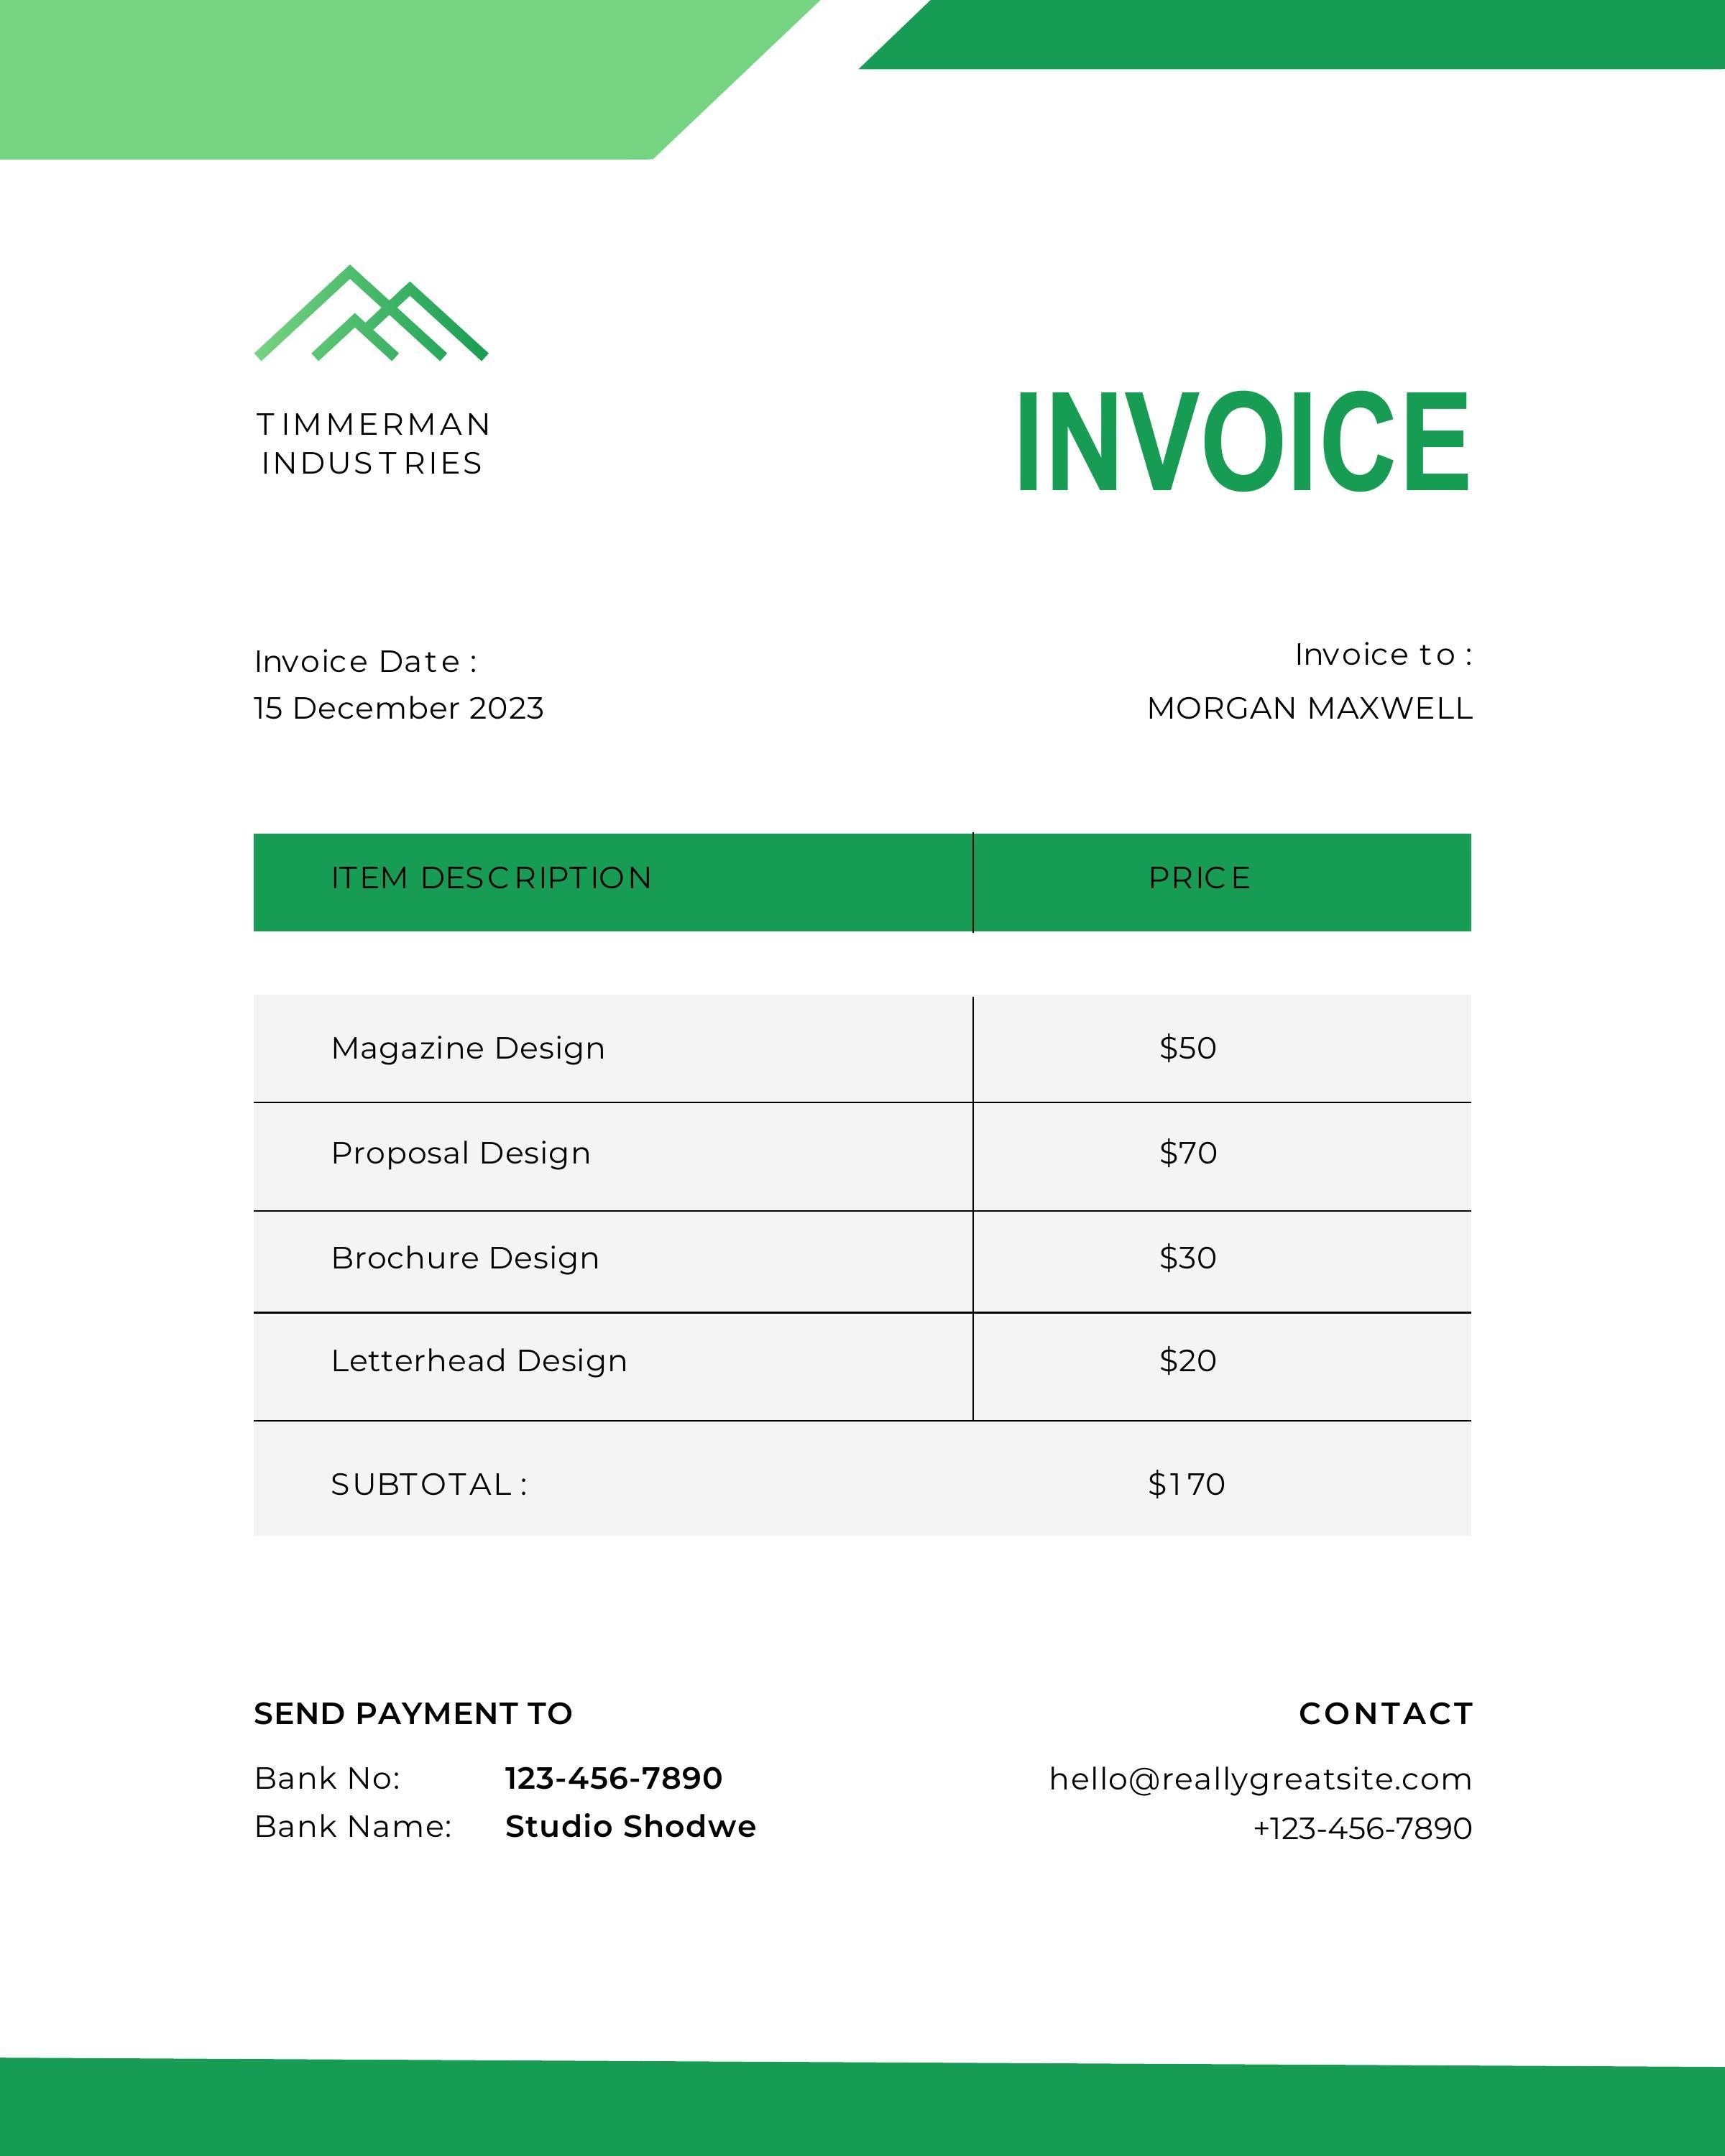 TIMMERMAN
INDUSTRIES
INVOICE
Invoice Date :
15 December 2023
Invoice to :
MORGAN MAXWELL
ITEM DESCRIPTION PRICE
Magazine Design $50
Proposal Design $70
Brochure Design $30
Letterhead Design $20
SUBTOTAL : $170
SEND PAYMENT TO
Bank No: 123-456-7890
Bank Name: Studio Shodwe
CONTACT
hello@reallygreatsite.com
+123-456-7890